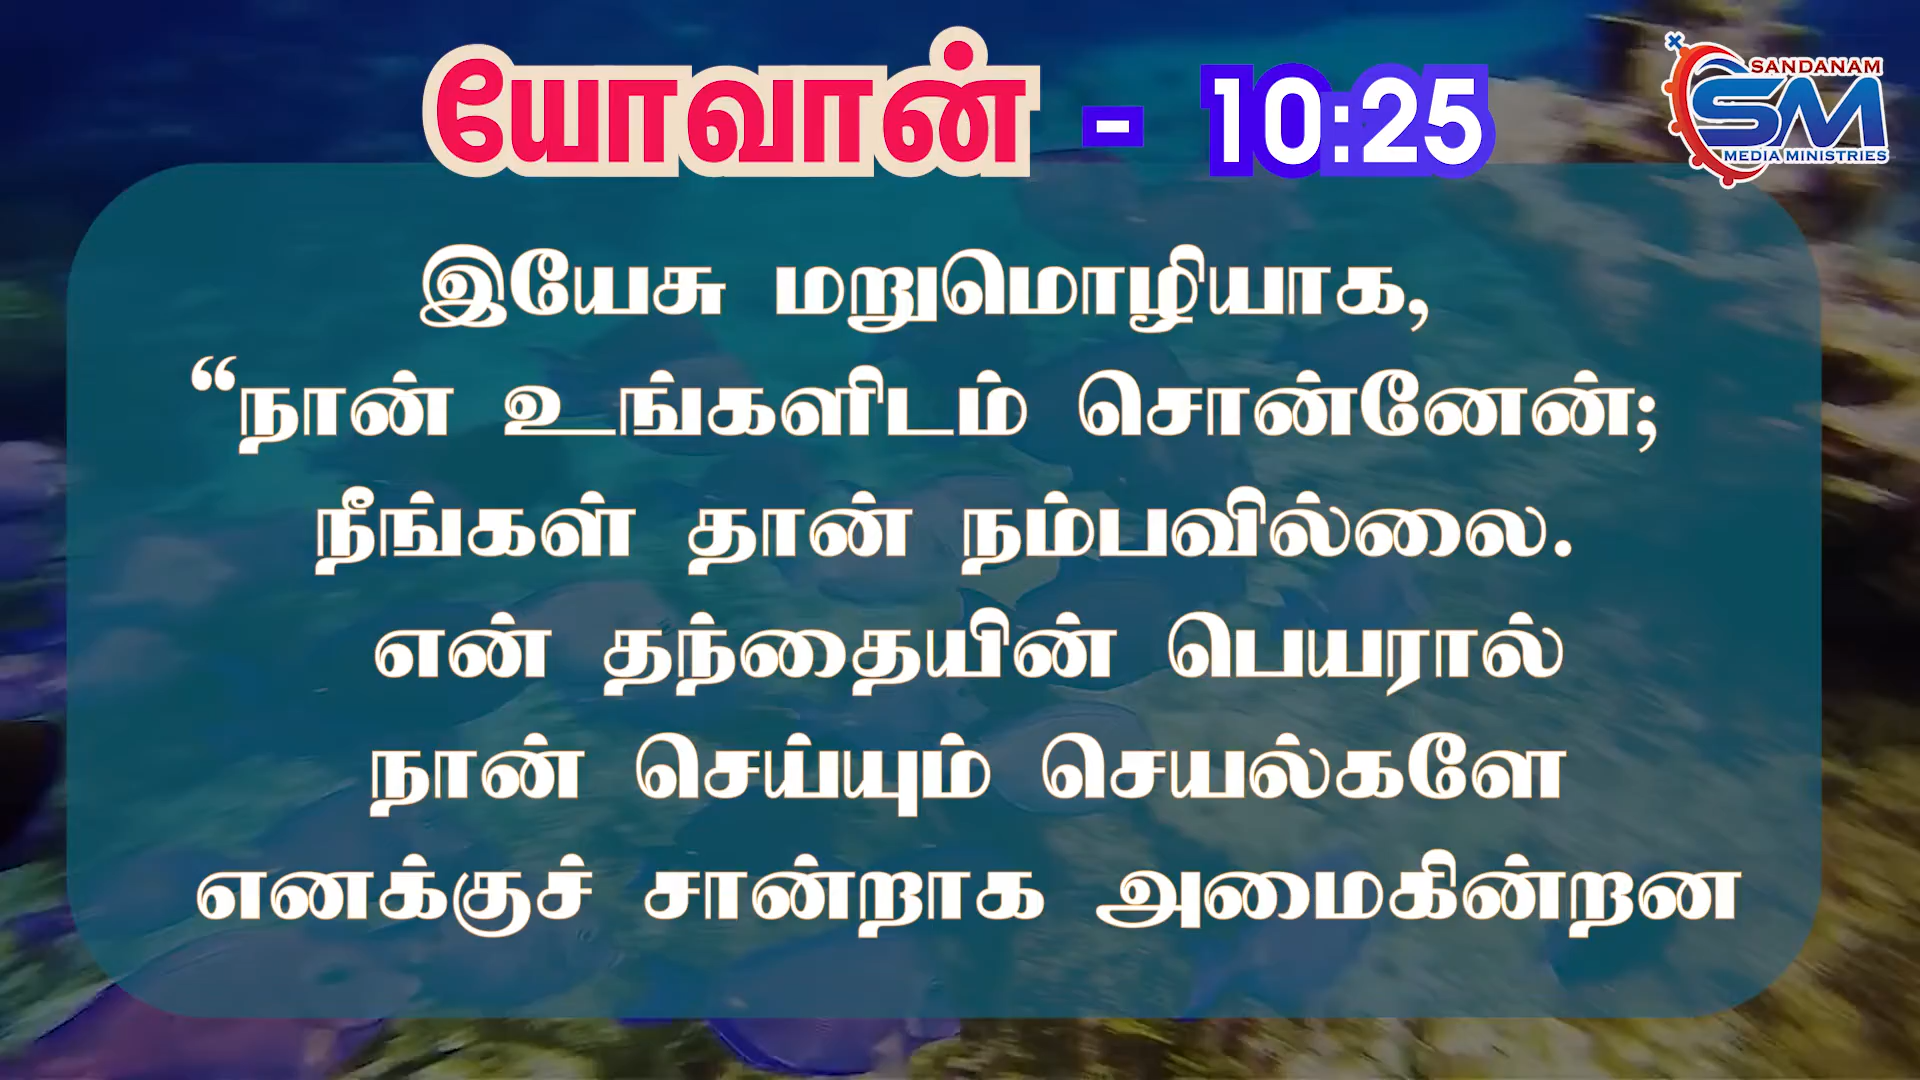 யோவான் - 10:25
SANDANAM
SM
MEDIA MINISTRIES
இயேசு மறுமொழியாக,
“நான் உங்களிடம் சொன்னேன்;
நீங்கள் தான் நம்பவில்லை.
என் தந்தையின் பெயரால்
நான் செய்யும் செயல்களே
எனக்குச் சான்றாக அமைகின்றன